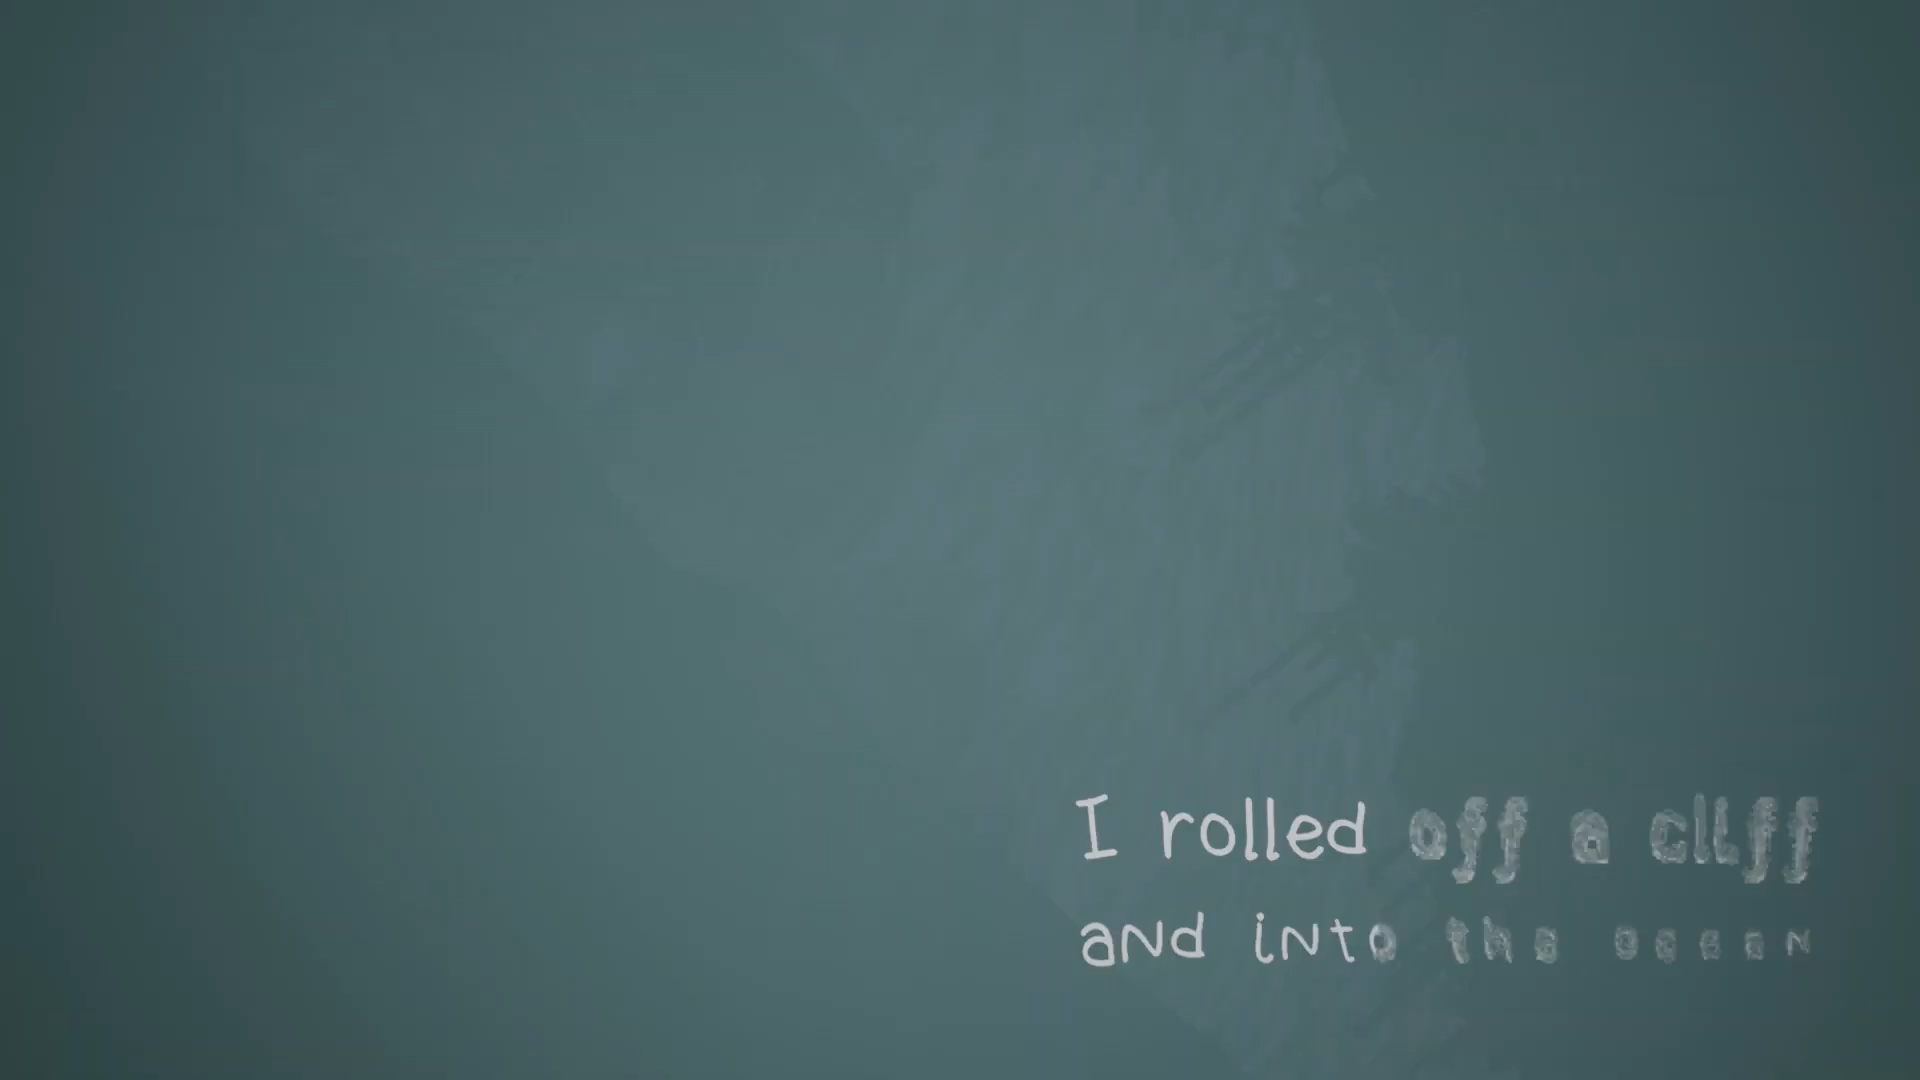 I rolled off a cliff
and into the ocean